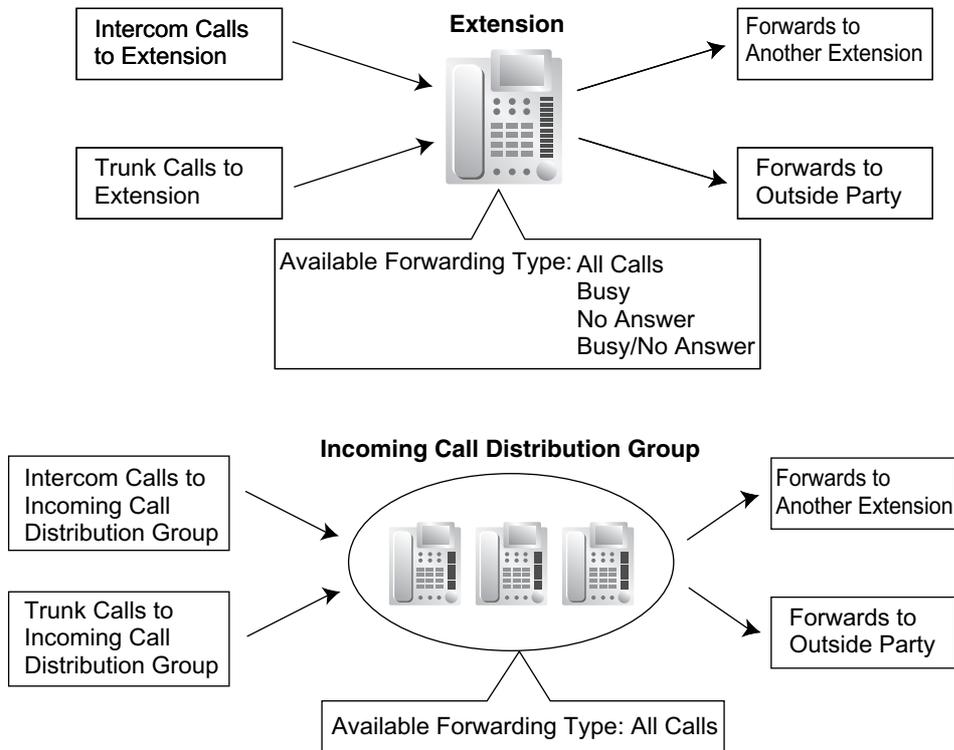 Intercom Calls
to Extension
Extension
Forwards to
Another Extension
Trunk Calls to
Extension
Forwards to
Outside Party
Available Forwarding Type: All Calls
Busy
No Answer
Busy/No Answer
Incoming Call Distribution Group
Intercom Calls to
Incoming Call
Distribution Group
Forwards to
Another Extension
Trunk Calls to
Incoming Call
Distribution Group
Forwards to
Outside Party
Available Forwarding Type: All Calls